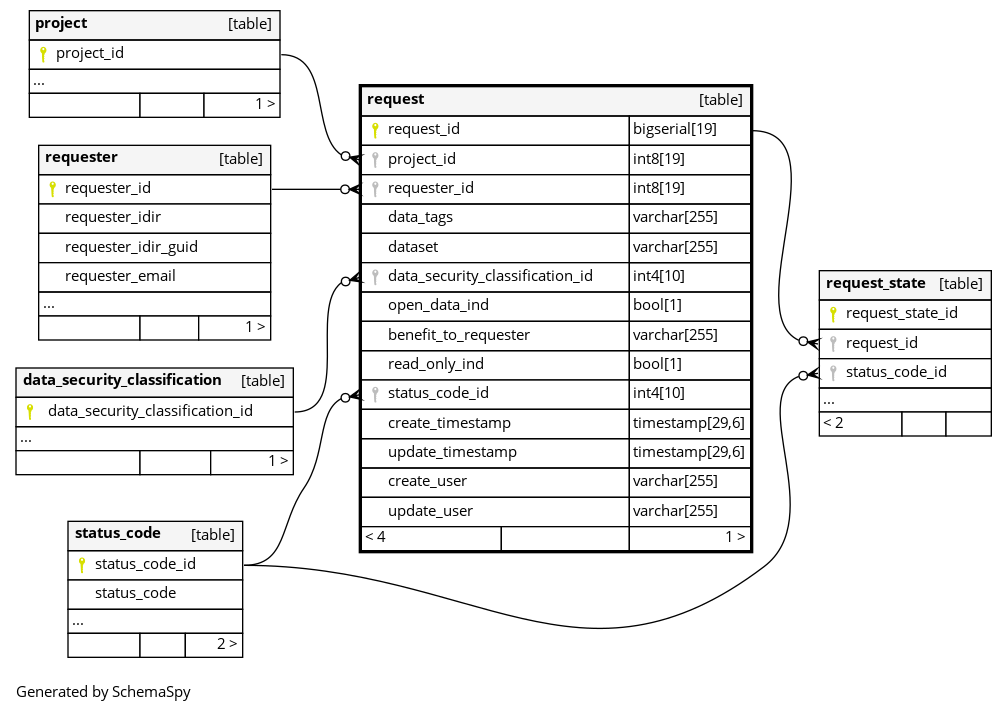 project [table]
project_id
...
1 >
requester [table]
requester_id
requester_idir
requester_idir_guid
requester_email
...
1 >
data_security_classification [table]
data_security_classification_id
...
1 >
status_code [table]
status_code_id
status_code
...
2 >
request [table]
request_id bigserial[19]
project_id int8[19]
requester_id int8[19]
data_tags varchar[255]
dataset varchar[255]
data_security_classification_id int4[10]
open_data_ind bool[1]
benefit_to_requester varchar[255]
read_only_ind bool[1]
status_code_id int4[10]
create_timestamp timestamp[29,6]
update_timestamp timestamp[29,6]
create_user varchar[255]
update_user varchar[255]
< 4 1 >
request_state [table]
request_state_id
request_id
status_code_id
...
< 2
Generated by SchemaSpy